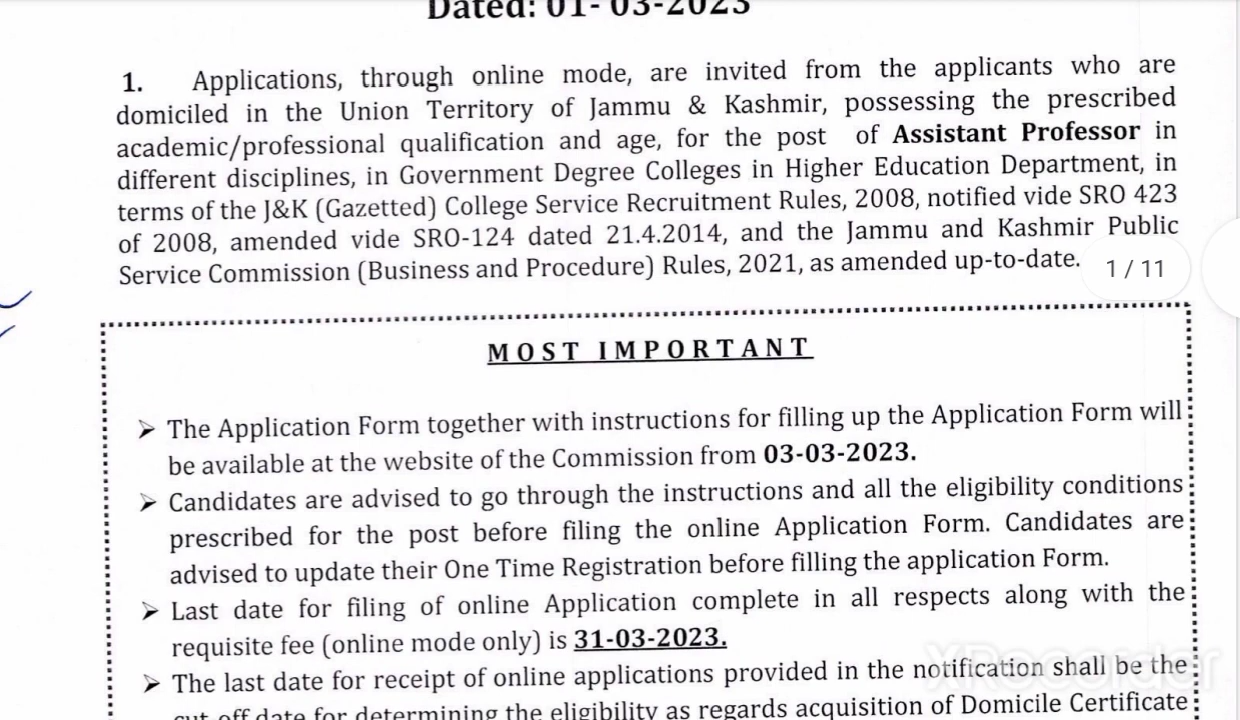 Dated: 01- 03-2023
1. Applications, through online mode, are invited from the applicants who are
domiciled in the Union Territory of Jammu & Kashmir, possessing the prescribed
academic/professional qualification and age, for the post of Assistant Professor in
different disciplines, in Government Degree Colleges in Higher Education Department, in
terms of the J&K (Gazetted) College Service Recruitment Rules, 2008, notified vide SRO 423
of 2008, amended vide SRO-124 dated 21.4.2014, and the Jammu and Kashmir Public
Service Commission (Business and Procedure) Rules, 2021, as amended up-to-date.
1 / 11
MOST IMPORTANT
➢ The Application Form together with instructions for filling up the Application Form will
be available at the website of the Commission from 03-03-2023.
➢ Candidates are advised to go through the instructions and all the eligibility conditions
prescribed for the post before filing the online Application Form. Candidates are
advised to update their One Time Registration before filling the application Form.
➢ Last date for filing of online Application complete in all respects along with the
requisite fee (online mode only) is 31-03-2023.
➢ The last date for receipt of online applications provided in the notification shall be the
cut-off date for determining the eligibility as regards acquisition of Domicile Certificate
XRecorder